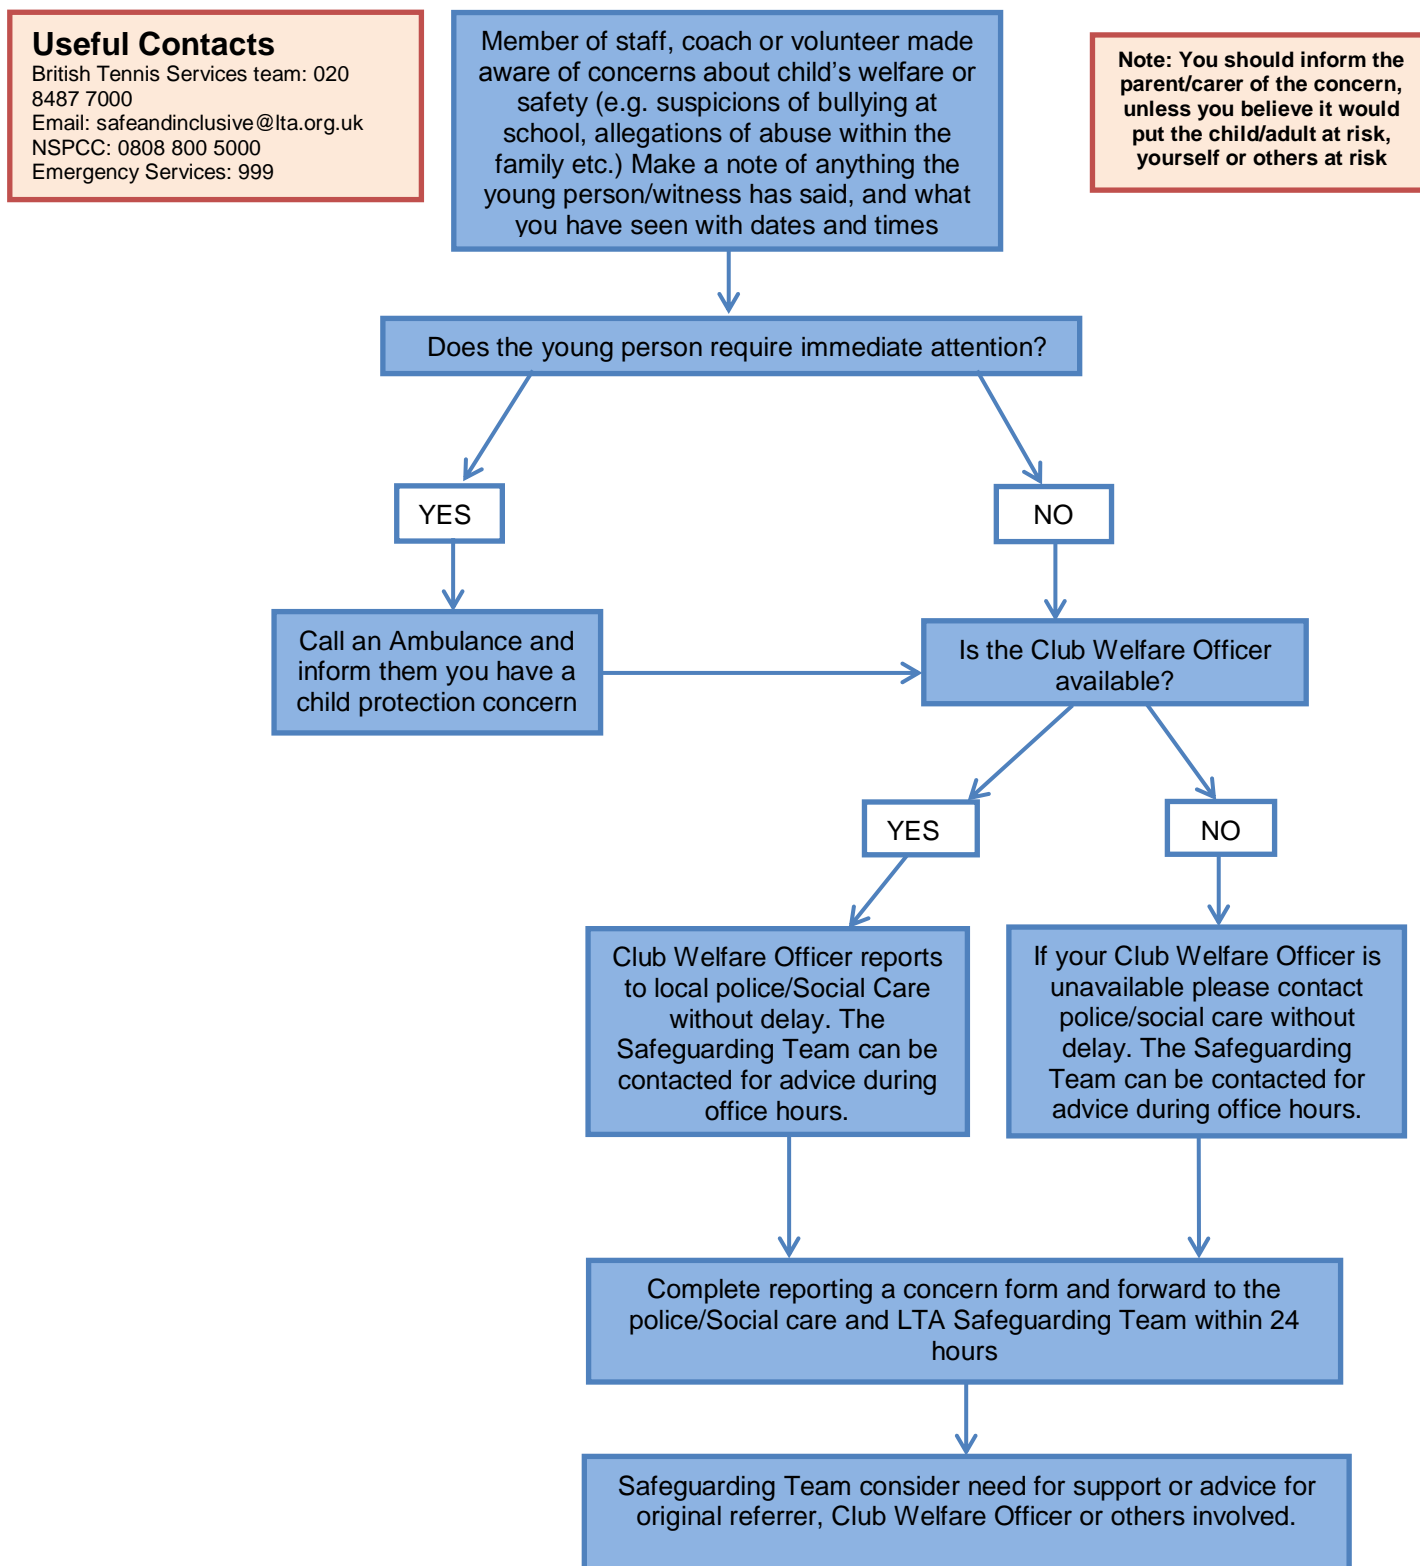 Useful Contacts
British Tennis Services team: 020
8487 7000
Email: safeandinclusive@lta.org.uk
NSPCC: 0808 800 5000
Emergency Services: 999
Member of staff, coach or volunteer made
aware of concerns about child’s welfare or
safety (e.g. suspicions of bullying at
school, allegations of abuse within the
family etc.) Make a note of anything the
young person/witness has said, and what
you have seen with dates and times
Note: You should inform the
parent/carer of the concern,
unless you believe it would
put the child/adult at risk,
yourself or others at risk
Does the young person require immediate attention?
YES
NO
Call an Ambulance and
inform them you have a
child protection concern
Is the Club Welfare Officer
available?
YES
NO
Club Welfare Officer reports
to local police/Social Care
without delay. The
Safeguarding Team can be
contacted for advice during
office hours.
If your Club Welfare Officer is
unavailable please contact
police/social care without
delay. The Safeguarding
Team can be contacted for
advice during office hours.
Complete reporting a concern form and forward to the
police/Social care and LTA Safeguarding Team within 24
hours
Safeguarding Team consider need for support or advice for
original referrer, Club Welfare Officer or others involved.